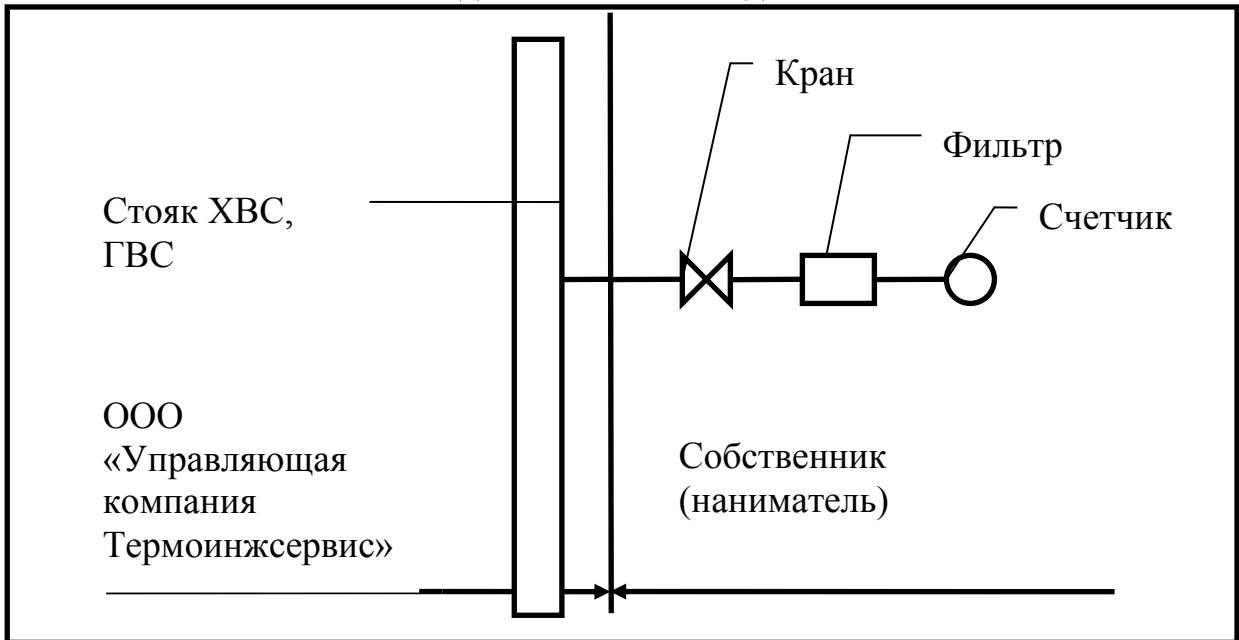 Кран
Фильтр
Стояк ХВС,
ГВС
Счетчик
ООО
«Управляющая
компания
Термоинжсервис»
Собственник
(наниматель)